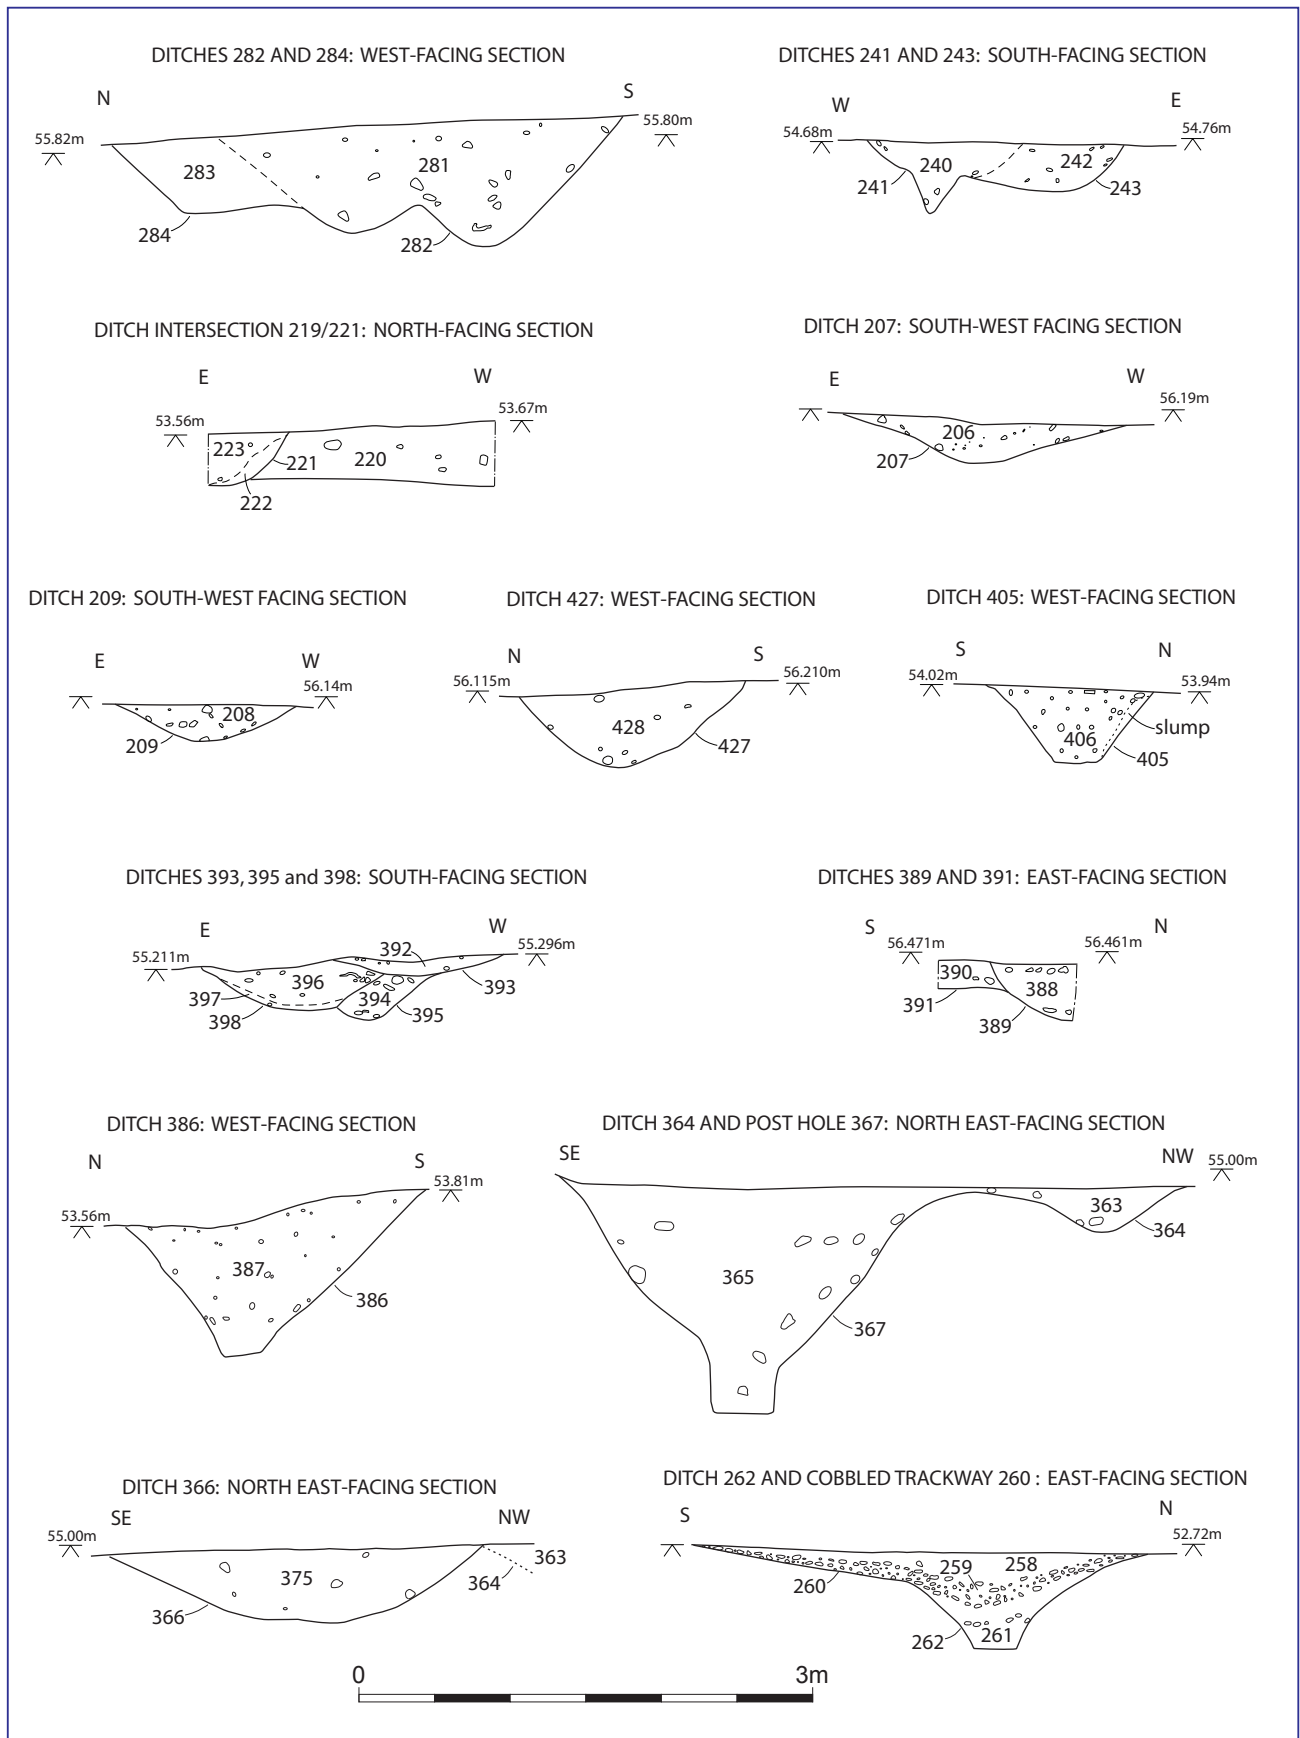 DITCHES 282 AND 284: WEST-FACING SECTION
N
S
55.82m
55.80m
283
281
284
282
DITCHES 241 AND 243: SOUTH-FACING SECTION
W
E
54.68m
54.76m
240
242
241
243
DITCH INTERSECTION 219/221: NORTH-FACING SECTION
E
W
53.56m
53.67m
223
221
220
222
DITCH 207: SOUTH-WEST FACING SECTION
E
W
56.19m
206
207
DITCH 209: SOUTH-WEST FACING SECTION
E
W
56.14m
208
209
DITCH 427: WEST-FACING SECTION
N
S
56.115m
56.210m
428
427
DITCH 405: WEST-FACING SECTION
S
N
54.02m
53.94m
slump
406
405
DITCHES 393, 395 and 398: SOUTH-FACING SECTION
E
W
55.211m
392
55.296m
396
393
397
394
398
395
DITCHES 389 AND 391: EAST-FACING SECTION
S
N
56.471m
56.461m
390
388
391
389
DITCH 386: WEST-FACING SECTION
N
S
53.81m
53.56m
387
386
DITCH 364 AND POST HOLE 367: NORTH EAST-FACING SECTION
SE
NW
55.00m
363
364
365
367
DITCH 366: NORTH EAST-FACING SECTION
SE
NW
55.00m
363
375
364
366
DITCH 262 AND COBBLED TRACKWAY 260 : EAST-FACING SECTION
S
N
52.72m
259
258
260
262
261
0
3m